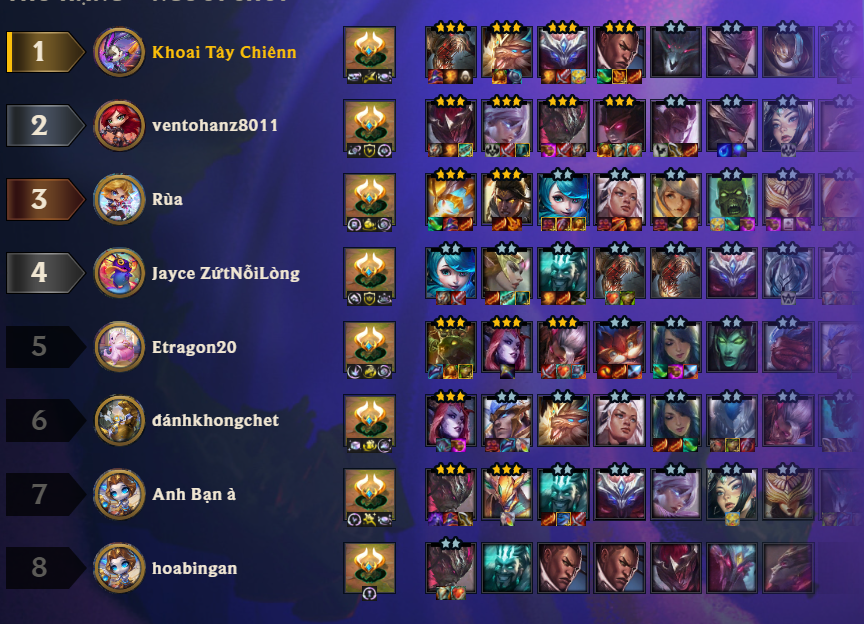 1
Khoai Tây Chiênn
2
ventohanz8011
3
Rùa
4
Jayce ZứtNỗiLòng
5
Etragon20
6
đánhkhongchet
7
Anh Bạn à
8
hoabingan